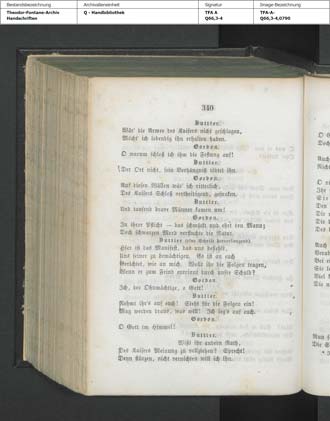 Bestandsbezeichnung
Theodor-Fontane-Archiv
Handschriften
Archivalieneinheit
Q - Handbibliothek
Signatur
TFA A
Q66,3-4
Image-Bezeichnung
TFA-A-
Q66,3-4,0790
340
Buttler.
Wär' die Armee des Kaisers nicht geschlagen,
Möcht' ich lebendig ihn erhalten haben.
Gordon.
O warum schloß ich ihm die Festung auf!
Buttler.
Der Ort nicht, sein Verhängniß tödtet ihn.
Gordon.
Auf diesen Wällen wär' ich ritterlich,
Des Kaisers Schloß vertheidigend, gesunken.
Buttler.
Und tausend brave Männer kamen um!
Gordon.
In ihrer Pflicht — das schmückt und ehrt den Mann;
Doch schwarzen Mord verfluchte die Natur.
Buttler (eine Schrift hervorlangend).
Hier ist das Manifest, das uns befiehlt,
Uns seiner zu bemächtigen. Es ist an euch
Gerichtet, wie an mich. Wollt ihr die Folgen tragen,
Wenn er zum Feind entrinnt durch unsre Schuld?
Gordon.
Ich, der Ohnmächtige, o Gott!
Buttler.
Nehmt ihr's auf euch! Steht für die Folgen ein!
Mag werden draus, was will! Ich leg's auf euch.
Gordon.
O Gott im Himmel!
Buttler.
Wißt ihr andern Rath,
Des Kaisers Meinung zu vollziehen? Sprecht!
Denn stürzen, nicht vernichten will ich ihn.